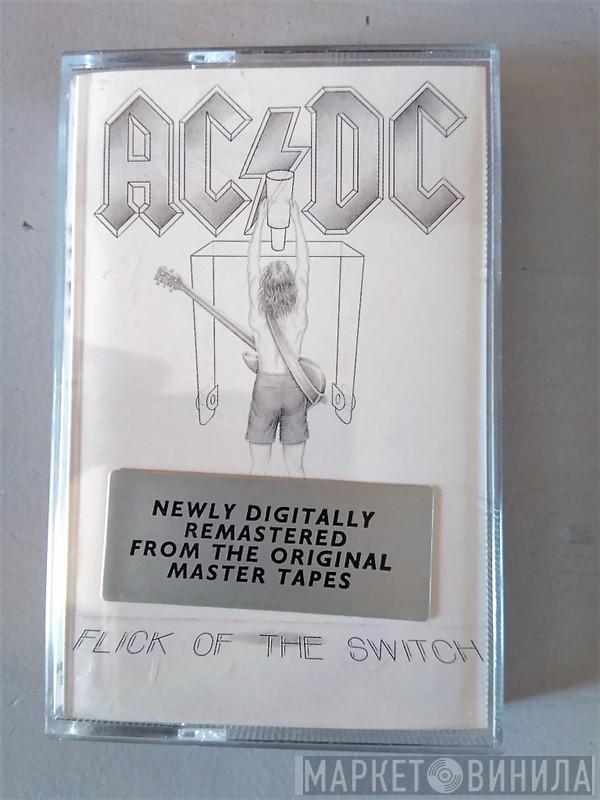 AC⚡DC
NEWLY DIGITALLY
REMASTERED
FROM THE ORIGINAL
MASTER TAPES
FLICK OF THE SWITCH
МАРКЕТ ВИНИЛА